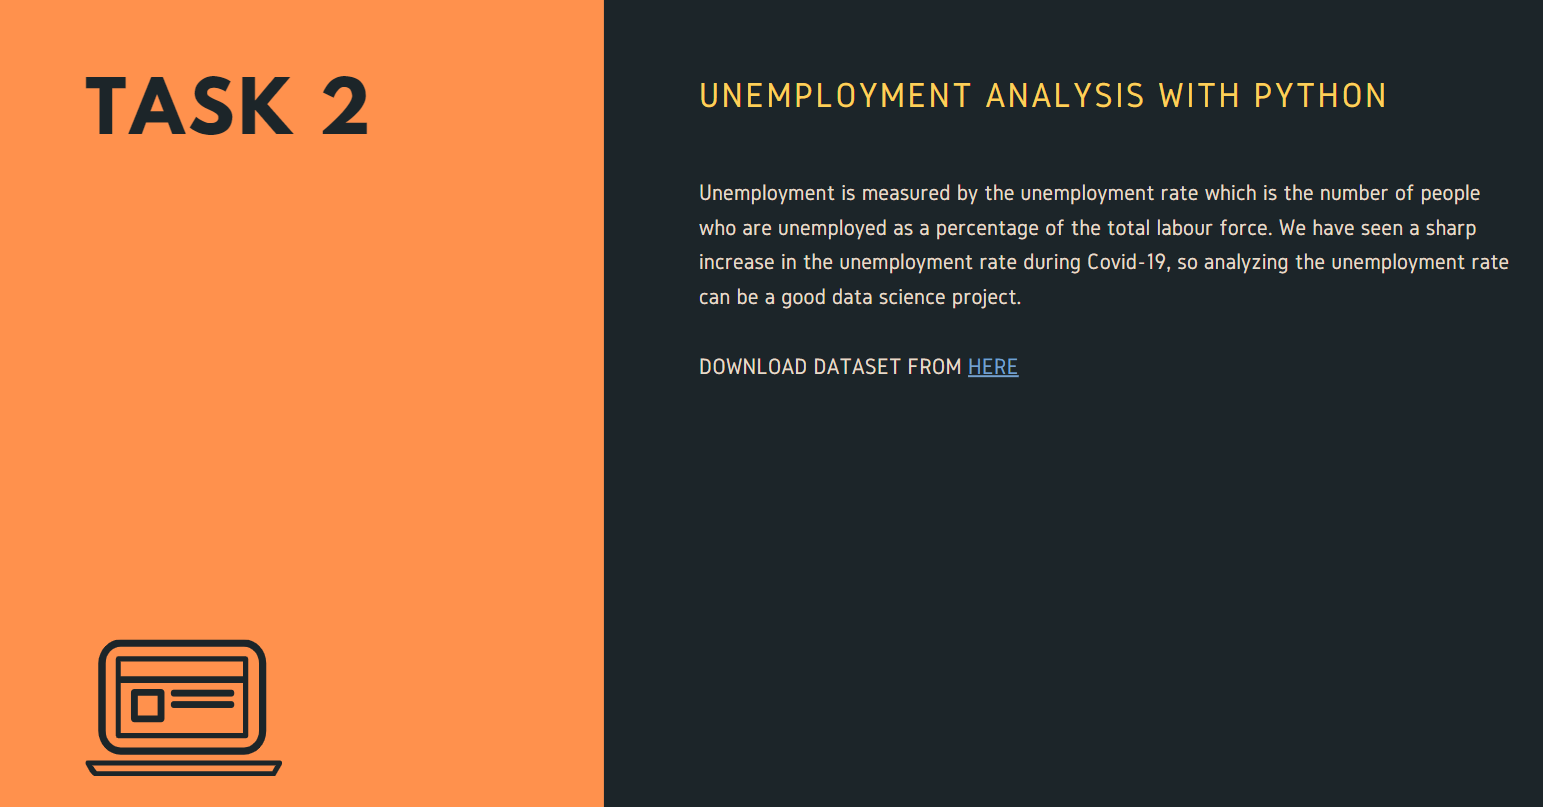 TASK 2
UNEMPLOYMENT ANALYSIS WITH PYTHON
Unemployment is measured by the unemployment rate which is the number of people
who are unemployed as a percentage of the total labour force. We have seen a sharp
increase in the unemployment rate during Covid-19, so analyzing the unemployment rate
can be a good data science project.
DOWNLOAD DATASET FROM HERE